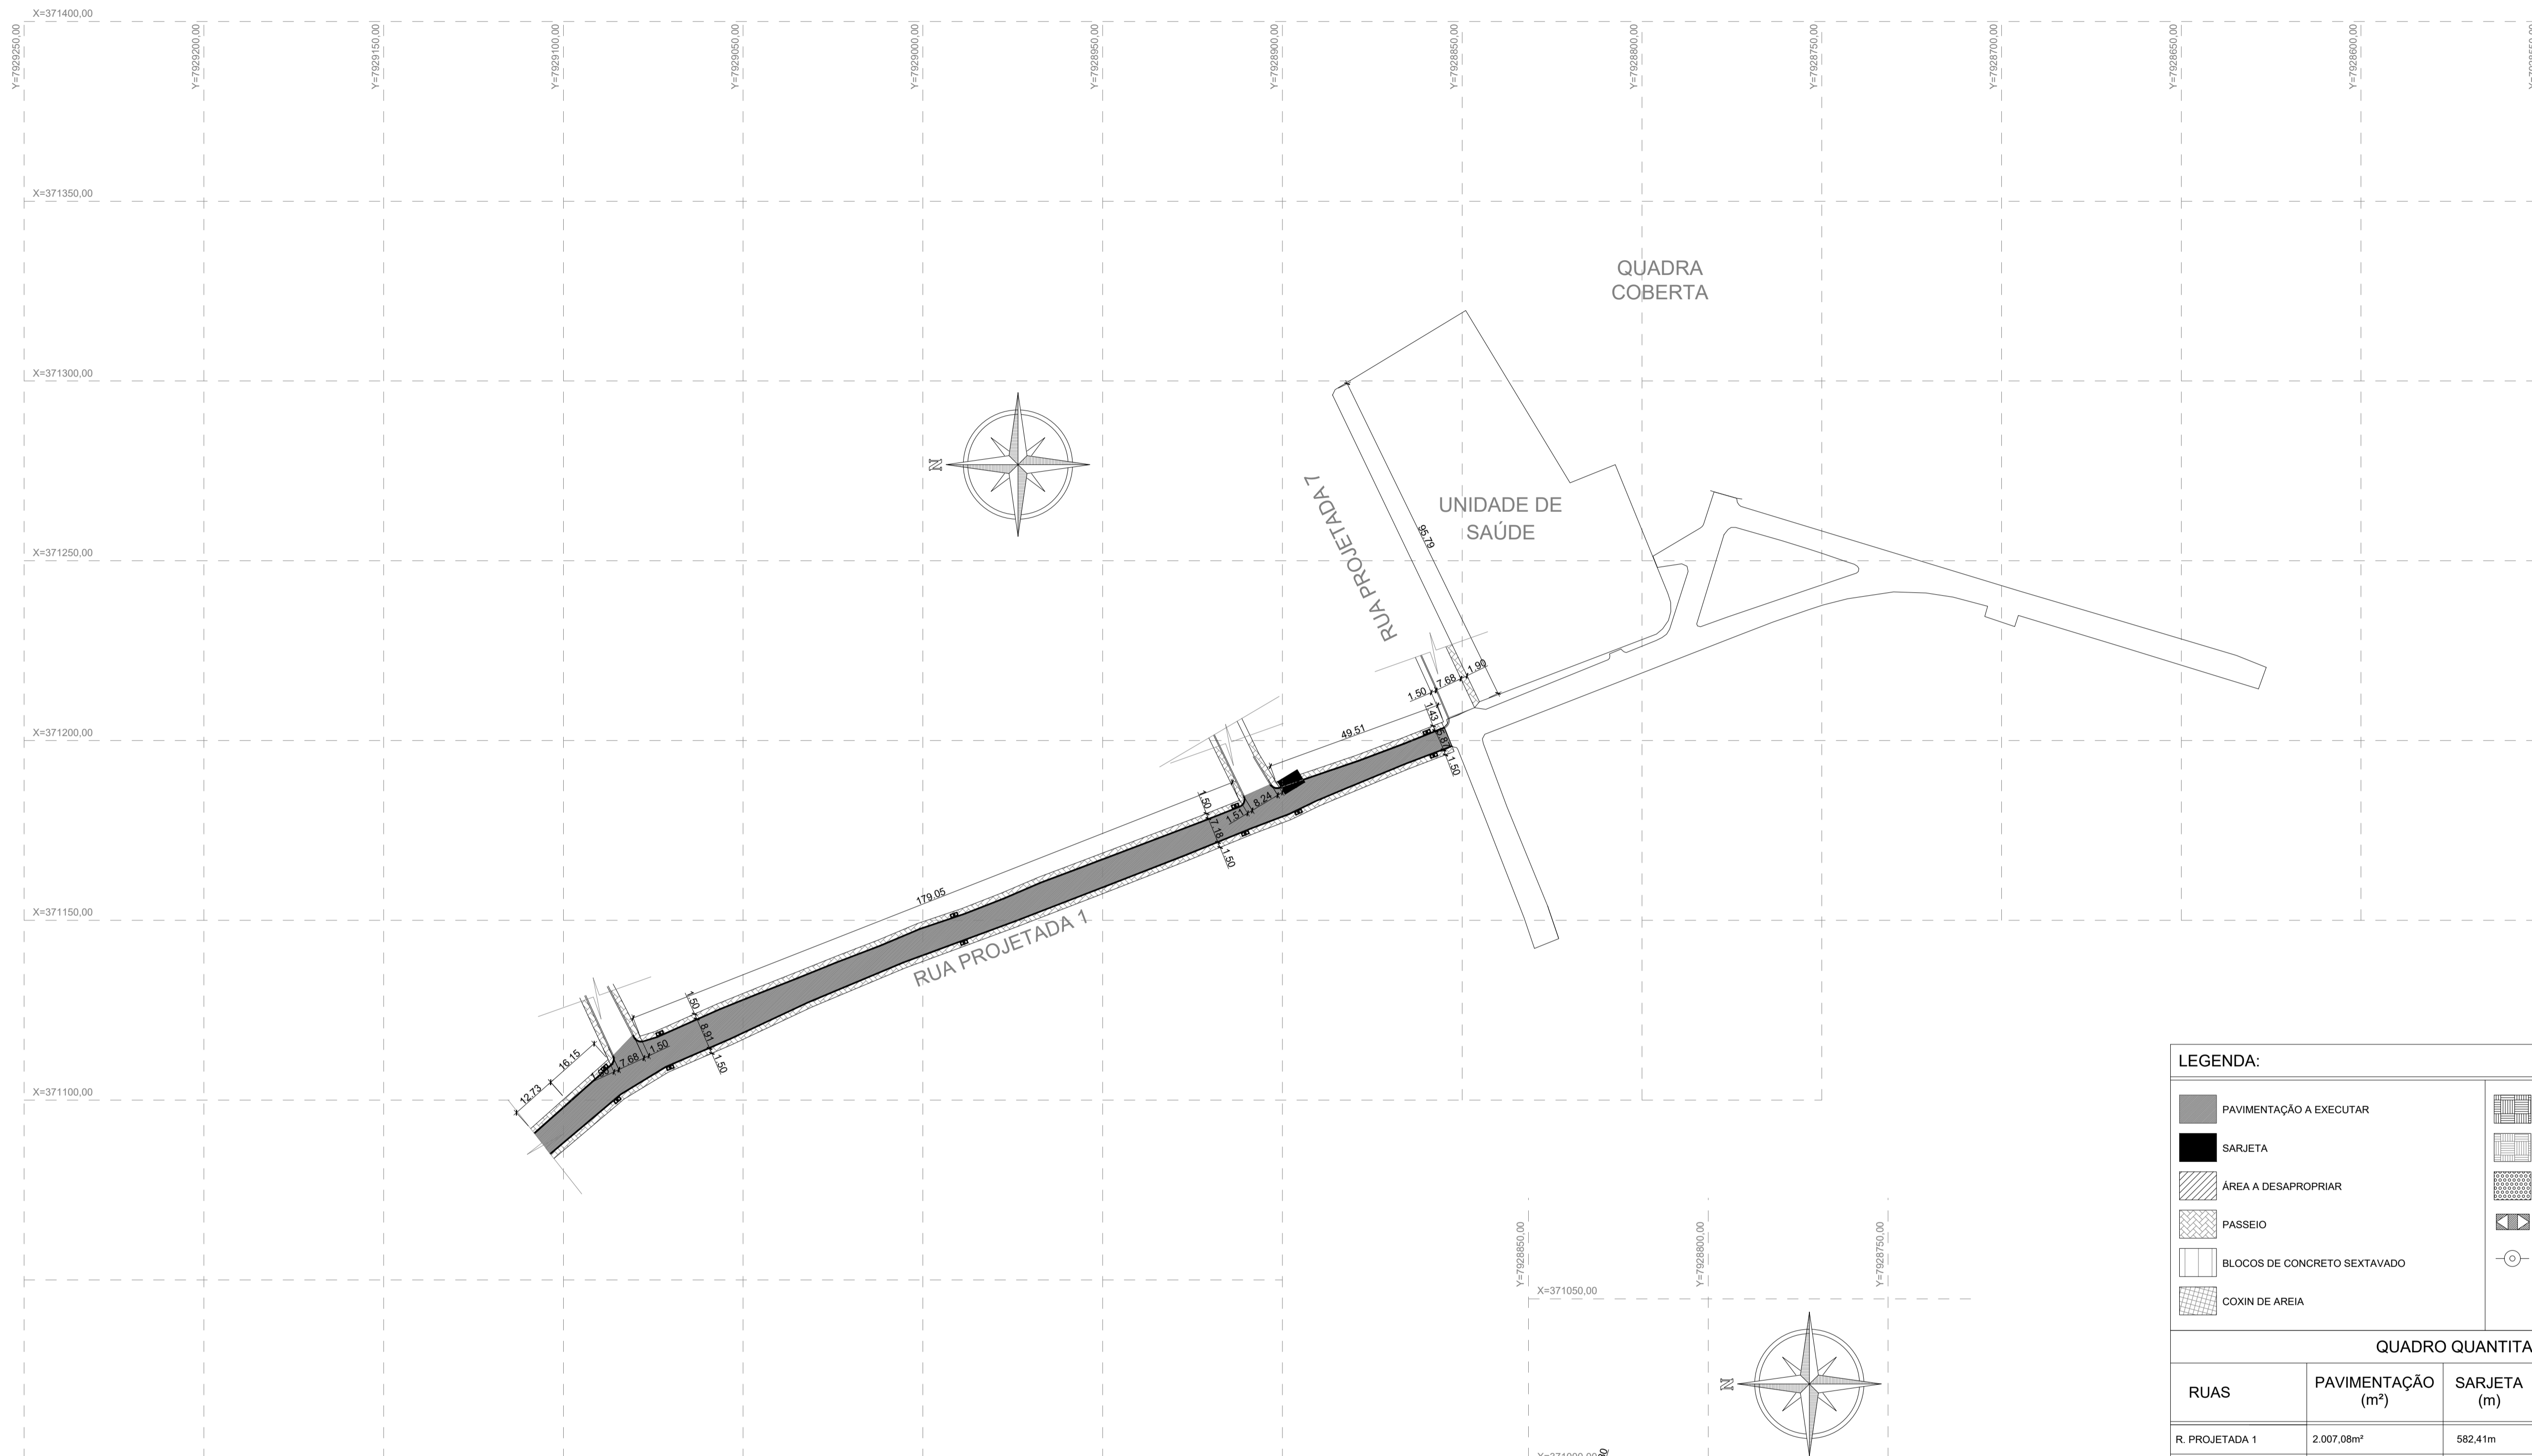 X=371400,00
Y=7929250,00
Y=7929200,00
Y=7929150,00
Y=7929100,00
Y=7929050,00
Y=7929000,00
Y=7928950,00
Y=7928900,00
Y=7928850,00
Y=7928800,00
Y=7928750,00
Y=7928700,00
Y=7928650,00
Y=7928600,00
X=371350,00
QUADRA
COBERTA
X=371300,00
N
RUA PROJETADA 7
UNIDADE DE
SAÚDE
95.79
X=371250,00
1.50
7.68
1.90
1.43
5.87
1.50
49.51
X=371200,00
1.50
7.18
1.50
1.51
8.24
179.05
X=371150,00
RUA PROJETADA 1
1.50
8.91
1.50
16.15
12.73
7.68
1.50
X=371100,00
LEGENDA:
PAVIMENTAÇÃO A EXECUTAR
SARJETA
ÁREA A DESAPROPRIAR
PASSEIO
BLOCOS DE CONCRETO SEXTAVADO
COXIN DE AREIA
Y=7928850,00
Y=7928800,00
Y=7928750,00
X=371050,00
N
QUADRO QUANTITA
RUAS
PAVIMENTAÇÃO
(m²)
SARJETA
(m)
R. PROJETADA 1
2.007,08m²
582,41m